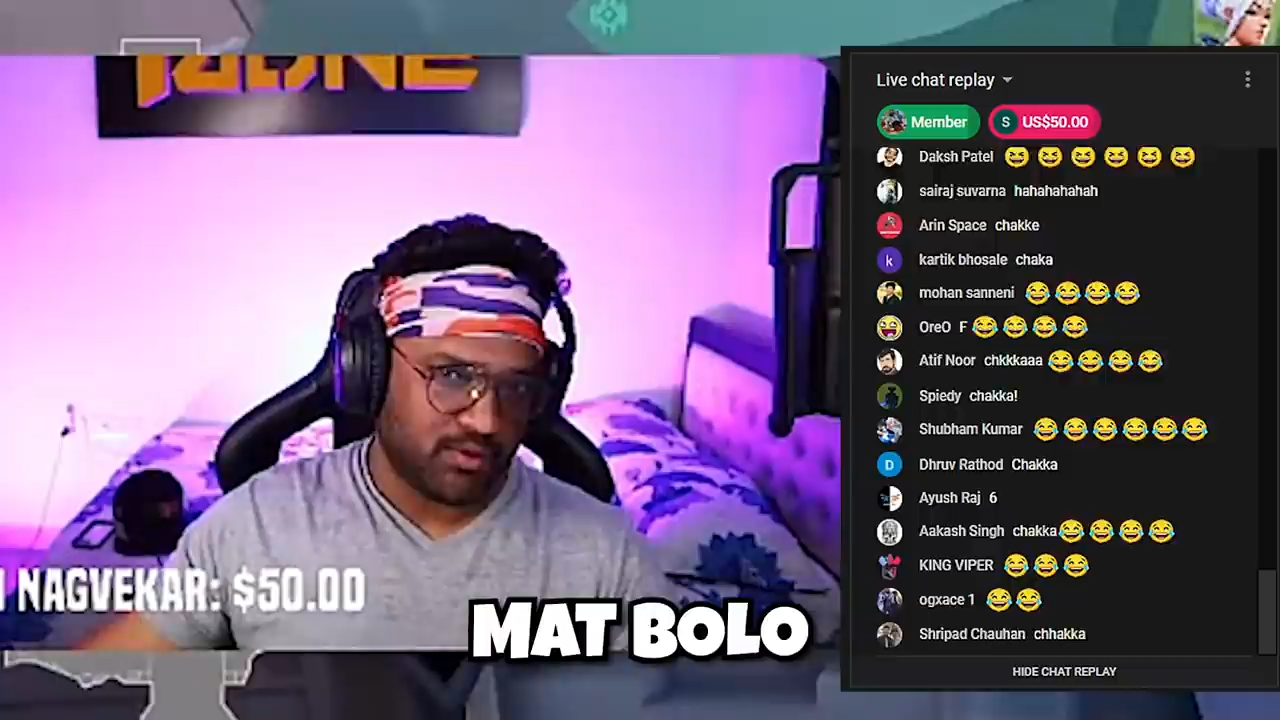 Live chat replay
Member S US$50.00
Daksh Patel
sairaj suvarna hahahahahah
Arin Space chakke
k kartik bhosale chaka
mohan sanneni
OreO F
Atif Noor chkkkaaa
Spiedy chakka!
Shubham Kumar
D Dhruv Rathod Chakka
Ayush Raj 6
Aakash Singh chakka
KING VIPER
ogxace 1
Shripad Chauhan chhakka
HIDE CHAT REPLAY
NAGVEKAR: $50.00
MAT BOLO